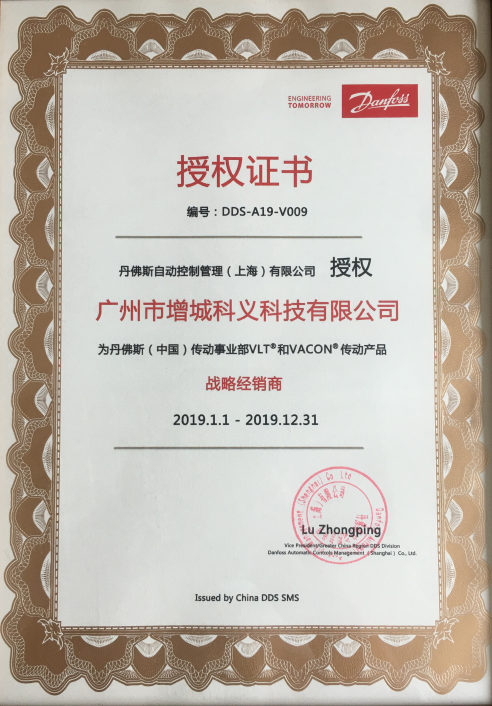 ENGINEERING
TOMORROW
Danfoss
授权证书
编号：DDS-A19-V009
丹佛斯自动控制管理（上海）有限公司 授权
广州市增城科义科技有限公司
为丹佛斯（中国）传动事业部VLT®和VACON®传动产品
战略经销商
2019.1.1 - 2019.12.31
Lu Zhongping
Vice President/Greater China Region DDS Division
Danfoss Automatic Controls Management（Shanghai）Co., Ltd.
Issued by China DDS SMS